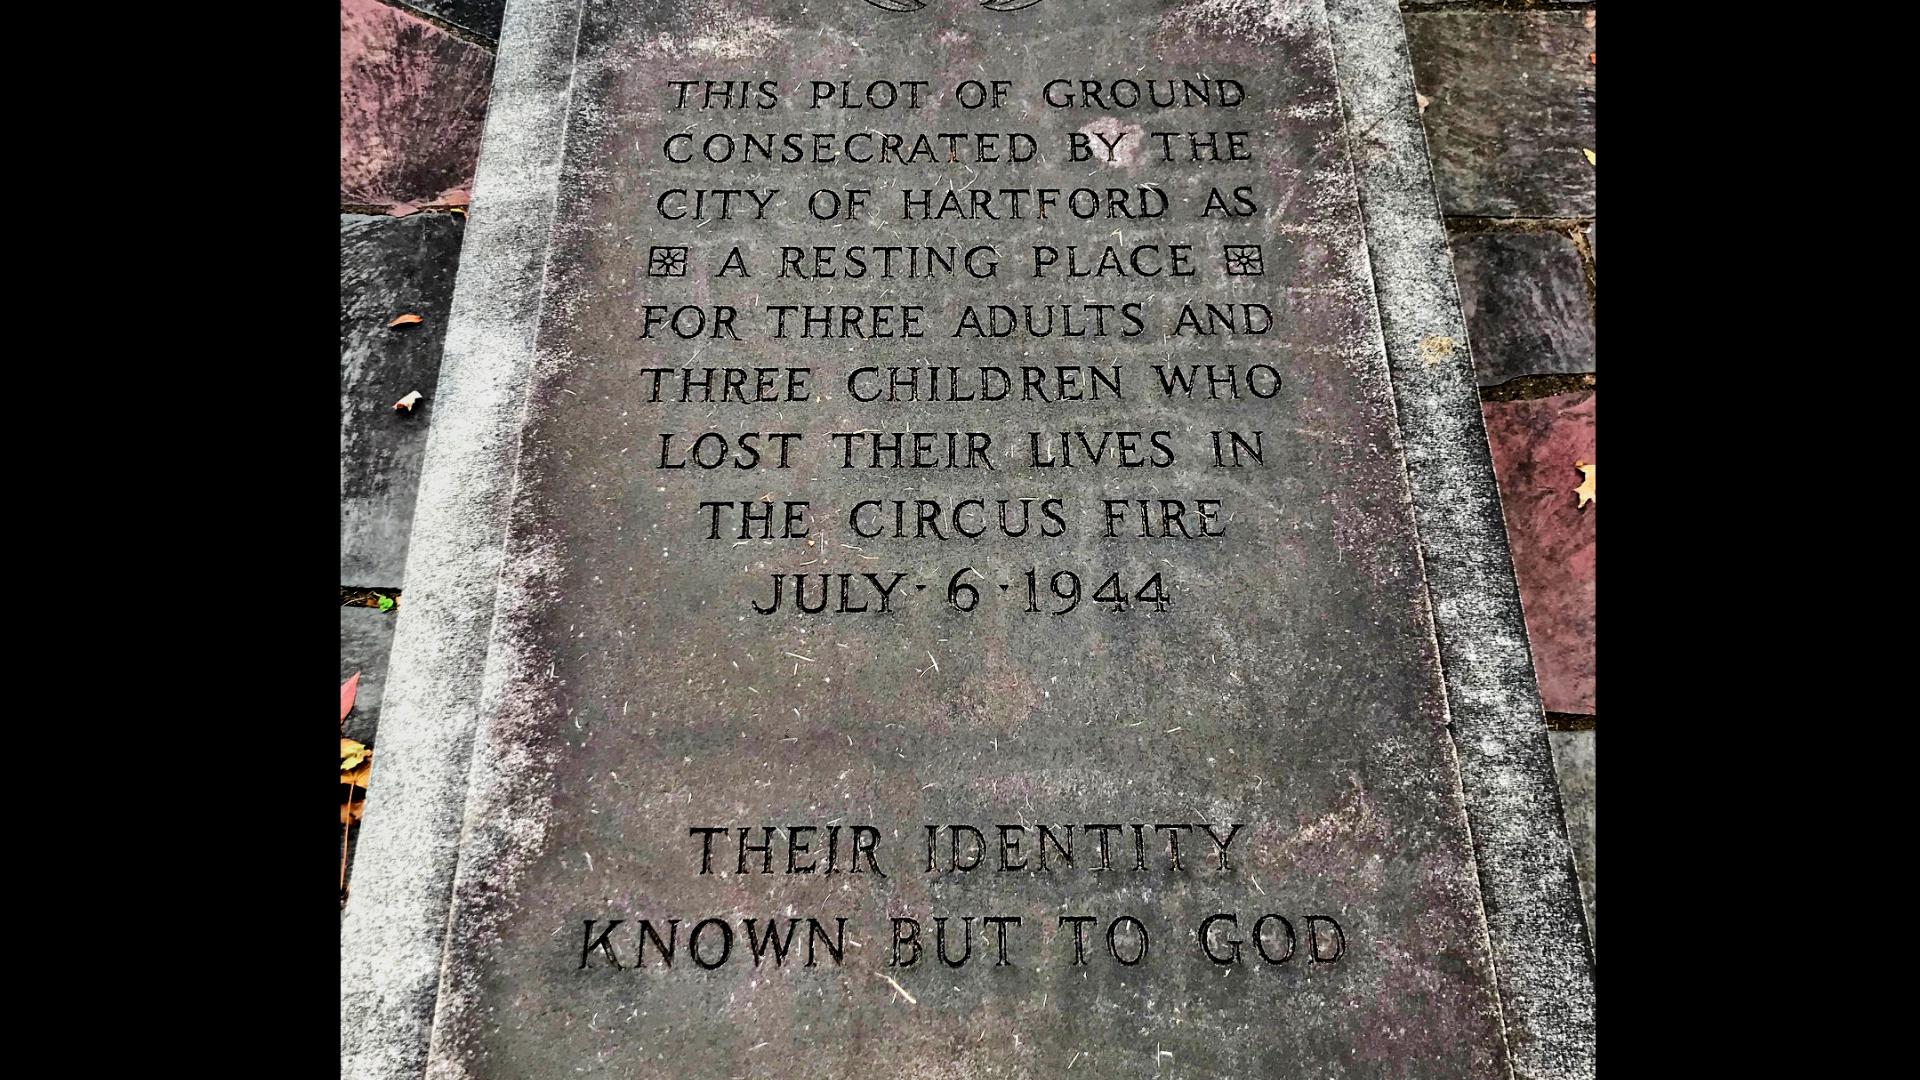 THIS PLOT OF GROUND
CONSECRATED BY THE
CITY OF HARTFORD AS
A RESTING PLACE
FOR THREE ADULTS AND
THREE CHILDREN WHO
LOST THEIR LIVES IN
THE CIRCUS FIRE
JULY · 6 · 1944
THEIR IDENTITY
KNOWN BUT TO GOD